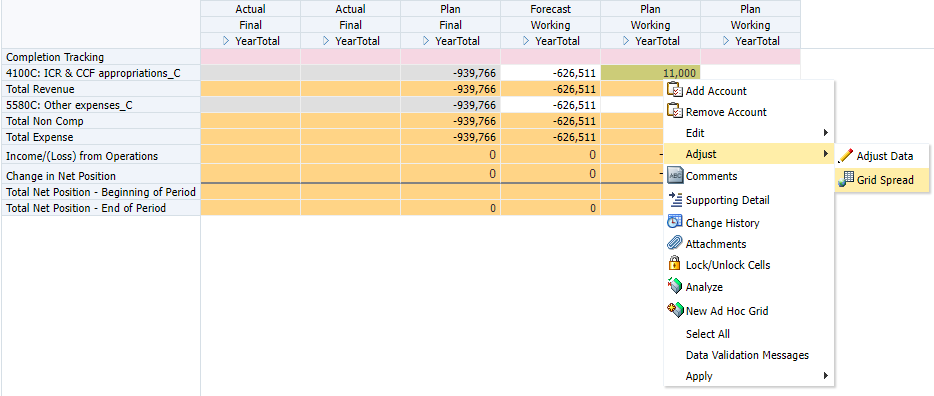 Actual Actual Plan Forecast Plan Plan
Final Final Final Working Working Working
YearTotal YearTotal YearTotal YearTotal YearTotal YearTotal
Completion Tracking
4100C: ICR & CCF appropriations_C -939,766 -626,511 11,000
Total Revenue -939,766 -626,511
5580C: Other expenses_C -939,766 -626,511
Total Non Comp -939,766 -626,511
Total Expense -939,766 -626,511
Income/(Loss) from Operations 0 0 -
Change in Net Position 0 0 -
Total Net Position - Beginning of Period
Total Net Position - End of Period 0 0
Add Account
Remove Account
Edit
Adjust
Adjust Data
Grid Spread
ABC Comments
Supporting Detail
Change History
Attachments
Lock/Unlock Cells
Analyze
New Ad Hoc Grid
Select All
Data Validation Messages
Apply